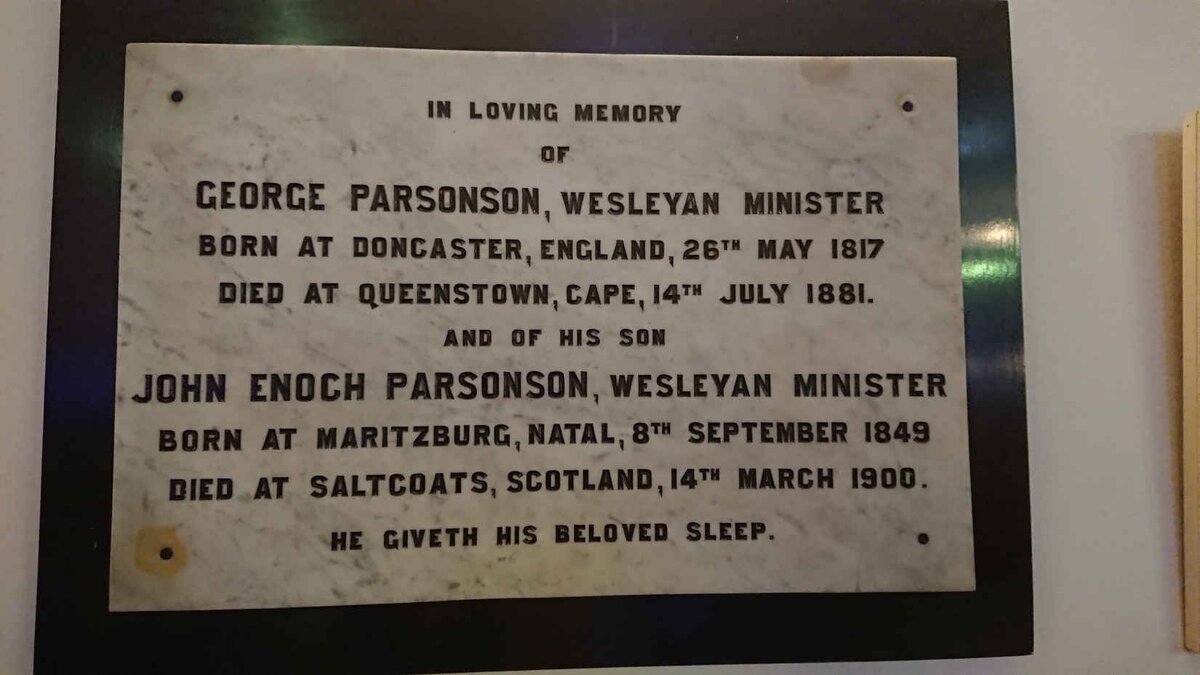 IN LOVING MEMORY
OF
GEORGE PARSONSON, WESLEYAN MINISTER
BORN AT DONCASTER, ENGLAND, 26TH MAY 1817
DIED AT QUEENSTOWN, CAPE, 14TH JULY 1881.
AND OF HIS SON
JOHN ENOCH PARSONSON, WESLEYAN MINISTER
BORN AT MARITZBURG, NATAL, 8TH SEPTEMBER 1849
DIED AT SALTCOATS, SCOTLAND, 14TH MARCH 1900.
HE GIVETH HIS BELOVED SLEEP.